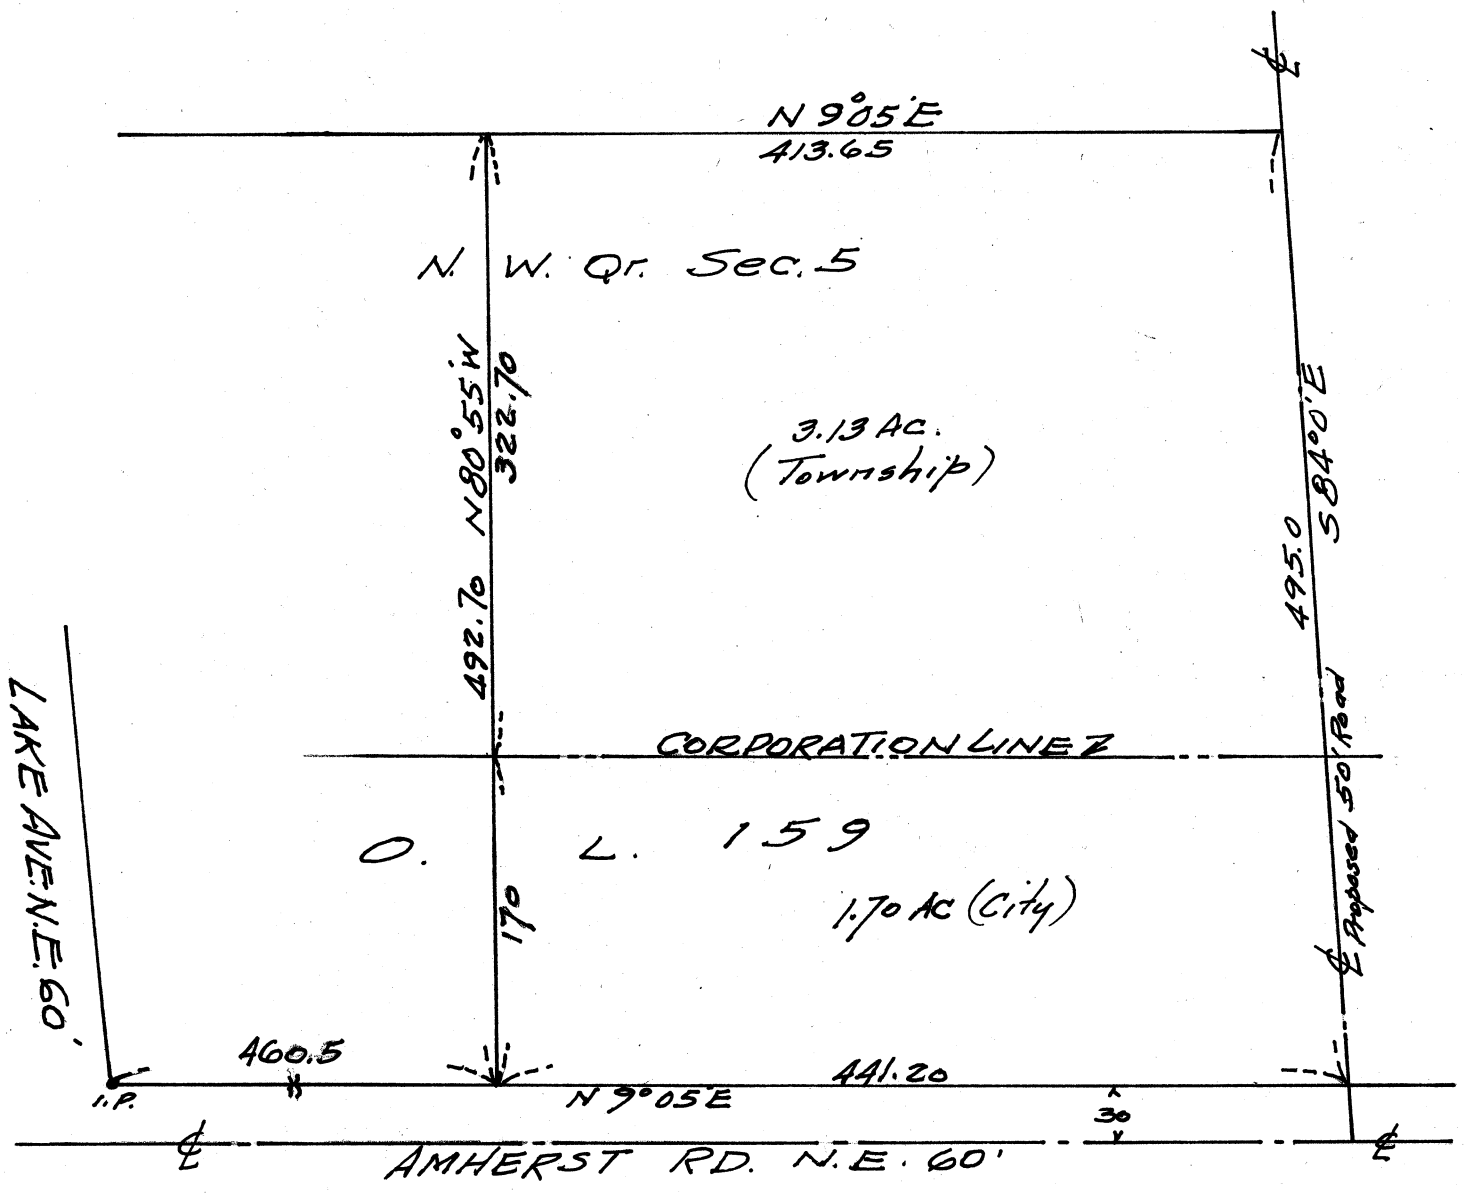 N 9°05'E
413.65
N. W. Qr. Sec. 5
N 80°55'W
322.70
492.70
3.13 Ac.
(Township)
S 84°0'E
495.0
CORPORATION LINE
O. L. 159
1.70 AC (City)
170
Proposed 50' Road
LAKE AVE N.E. 60'
460.5
441.20
I.P.
N 9°05'E
30
AMHERST RD. N.E. 60'